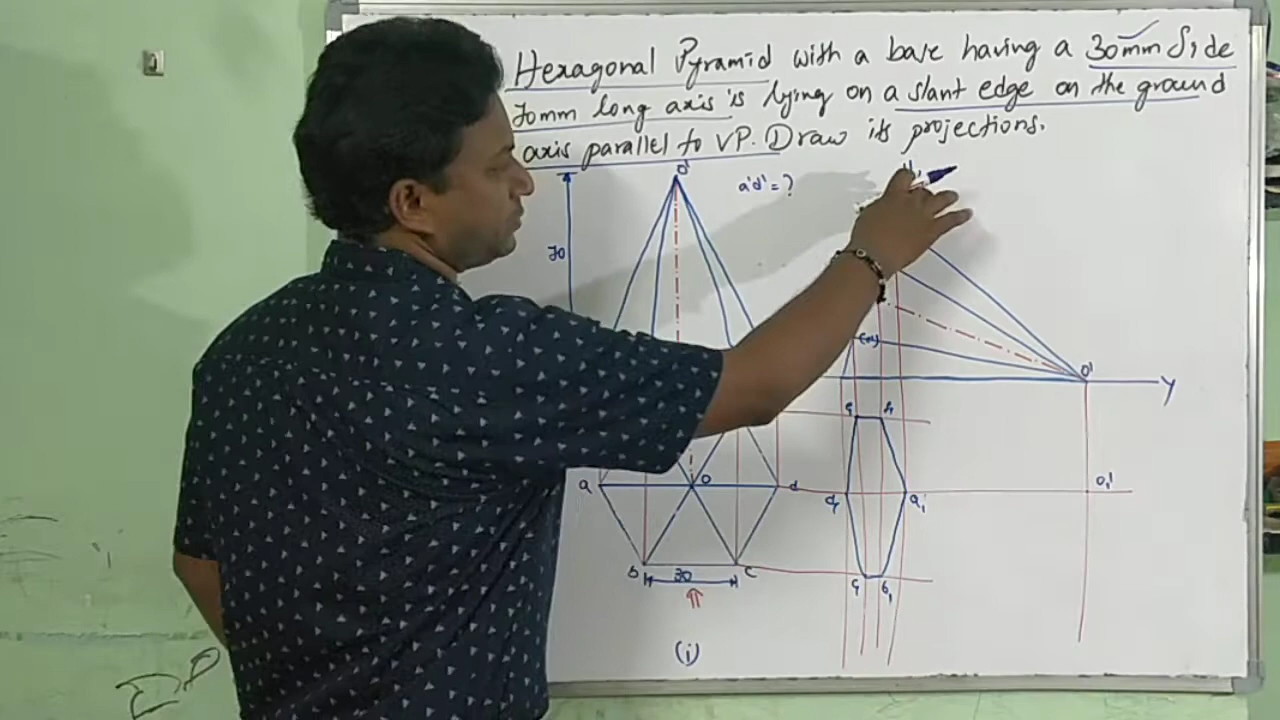 Hexagonal Pyramid with a base having a 30mm Side
70mm long axis is lying on a slant edge on the ground
axis parallel to VP. Draw its projections.
o'
a'd' = ?
70
o'
Y
a
o
d
b
c
30
d₁
a₁'
b₁
o₁'
(i)